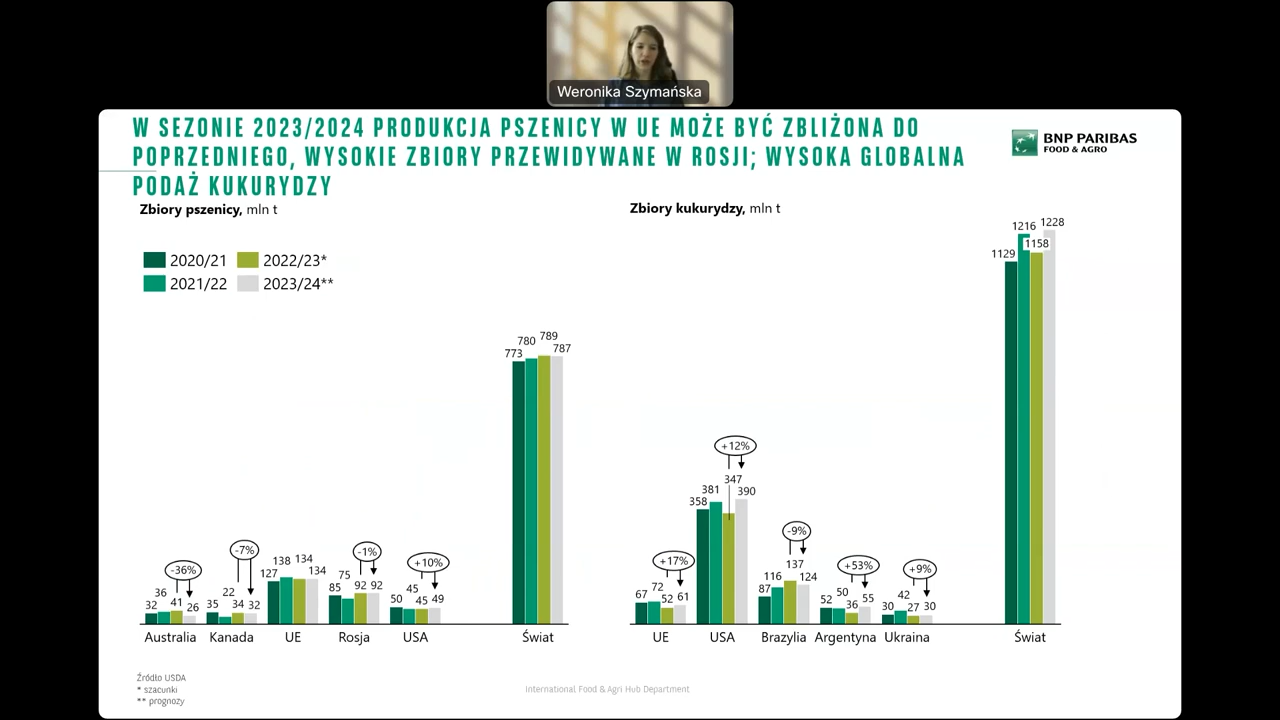 Weronika Szymańska
W SEZONIE 2023/2024 PRODUKCJA PSZENICY W UE MOŻE BYĆ ZBLIŻONA DO
POPRZEDNIEGO, WYSOKIE ZBIORY PRZEWIDYWANE W ROSJI; WYSOKA GLOBALNA
PODAŻ KUKURYDZY
BNP PARIBAS
FOOD & AGRO
Zbiory pszenicy, mln t
2020/21 2022/23*
2021/22 2023/24**
773 780 789 787
-36% -7% -1% +10%
32 36 41 26
35 22 34 32
127 138 134 134
85 75 92 92
50 45 45 49
Australia Kanada UE Rosja USA Świat
Zbiory kukurydzy, mln t
1129 1216 1158 1228
+17% +12% -9% +53% +9%
67 72 52 61
358 381 347 390
87 116 137 124
52 50 36 55
30 42 27 30
UE USA Brazylia Argentyna Ukraina Świat
Źródło USDA
* szacunki
** prognozy
International Food & Agri Hub Department